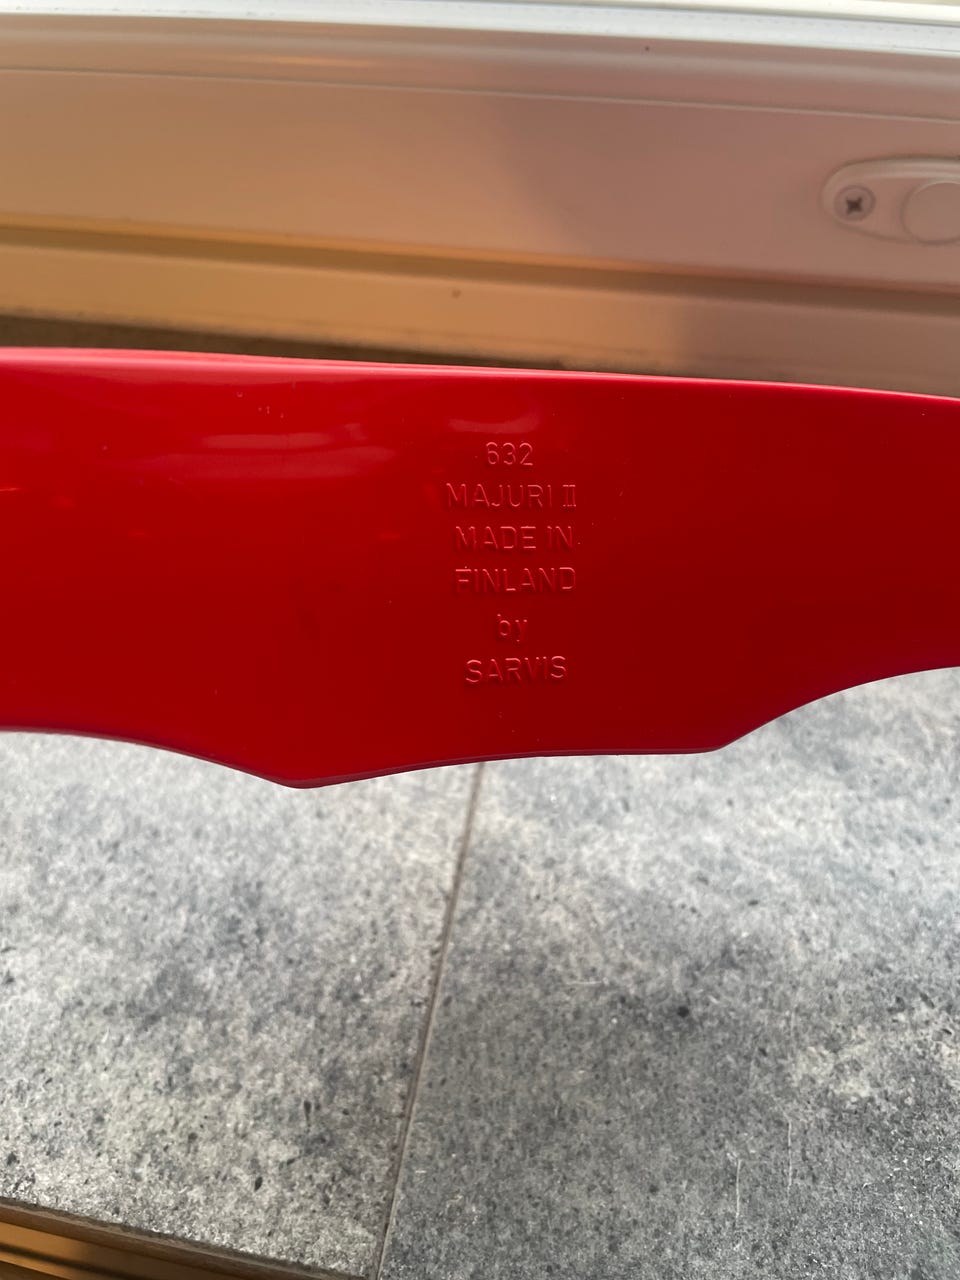 632
MAJURI II
MADE IN
FINLAND
by
SARVIS